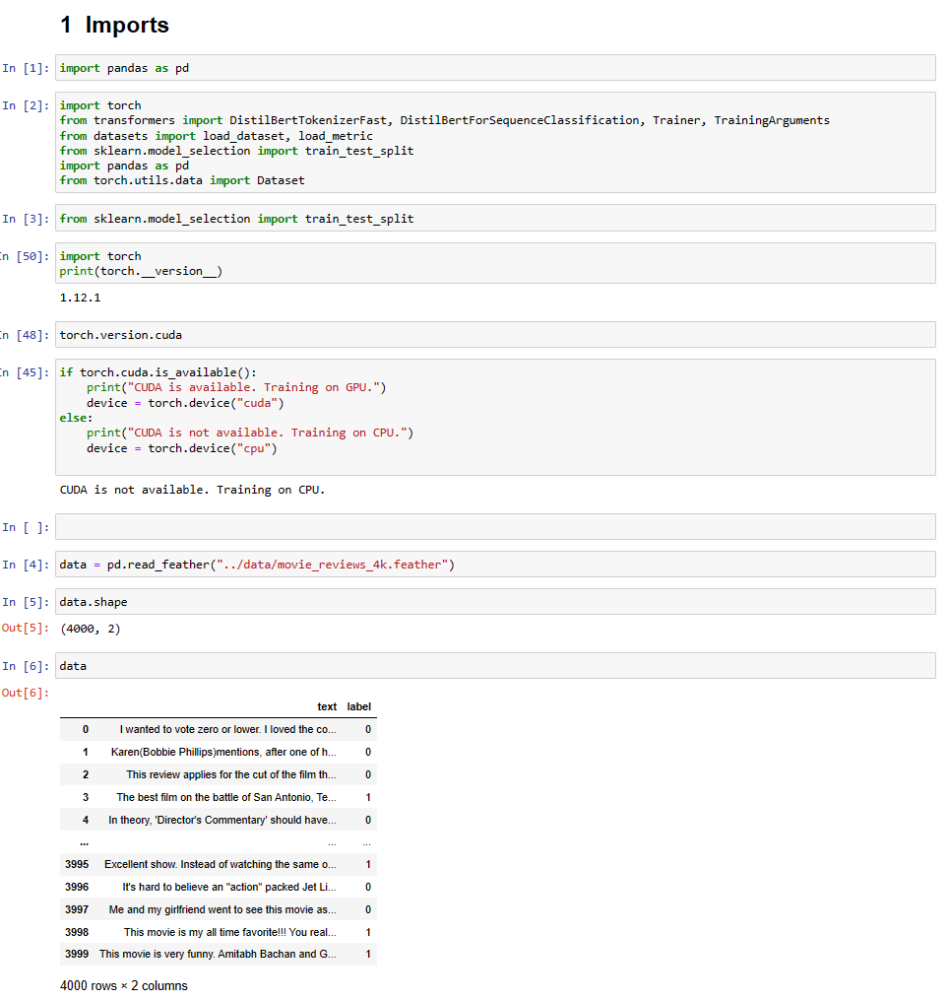 1 Imports
In [1]: import pandas as pd
In [2]: import torch
from transformers import DistilBertTokenizerFast, DistilBertForSequenceClassification, Trainer, TrainingArguments
from datasets import load_dataset, load_metric
from sklearn.model_selection import train_test_split
import pandas as pd
from torch.utils.data import Dataset
In [3]: from sklearn.model_selection import train_test_split
In [50]: import torch
print(torch.__version__)
1.12.1
In [48]: torch.version.cuda
In [45]: if torch.cuda.is_available():
    print("CUDA is available. Training on GPU.")
    device = torch.device("cuda")
else:
    print("CUDA is not available. Training on CPU.")
    device = torch.device("cpu")
CUDA is not available. Training on CPU.
In [ ]:
In [4]: data = pd.read_feather("../data/movie_reviews_4k.feather")
In [5]: data.shape
Out[5]: (4000, 2)
In [6]: data
Out[6]:
text label
0 I wanted to vote zero or lower. I loved the co... 0
1 Karen(Bobbie Phillips)mentions, after one of h... 0
2 This review applies for the cut of the film th... 0
3 The best film on the battle of San Antonio, Te... 1
4 In theory, 'Director's Commentary' should have... 0
... ... ...
3995 Excellent show. Instead of watching the same o... 1
3996 It's hard to believe an "action" packed Jet Li... 0
3997 Me and my girlfriend went to see this movie as... 0
3998 This movie is my all time favorite!!! You real... 1
3999 This movie is very funny. Amitabh Bachan and G... 1
4000 rows × 2 columns